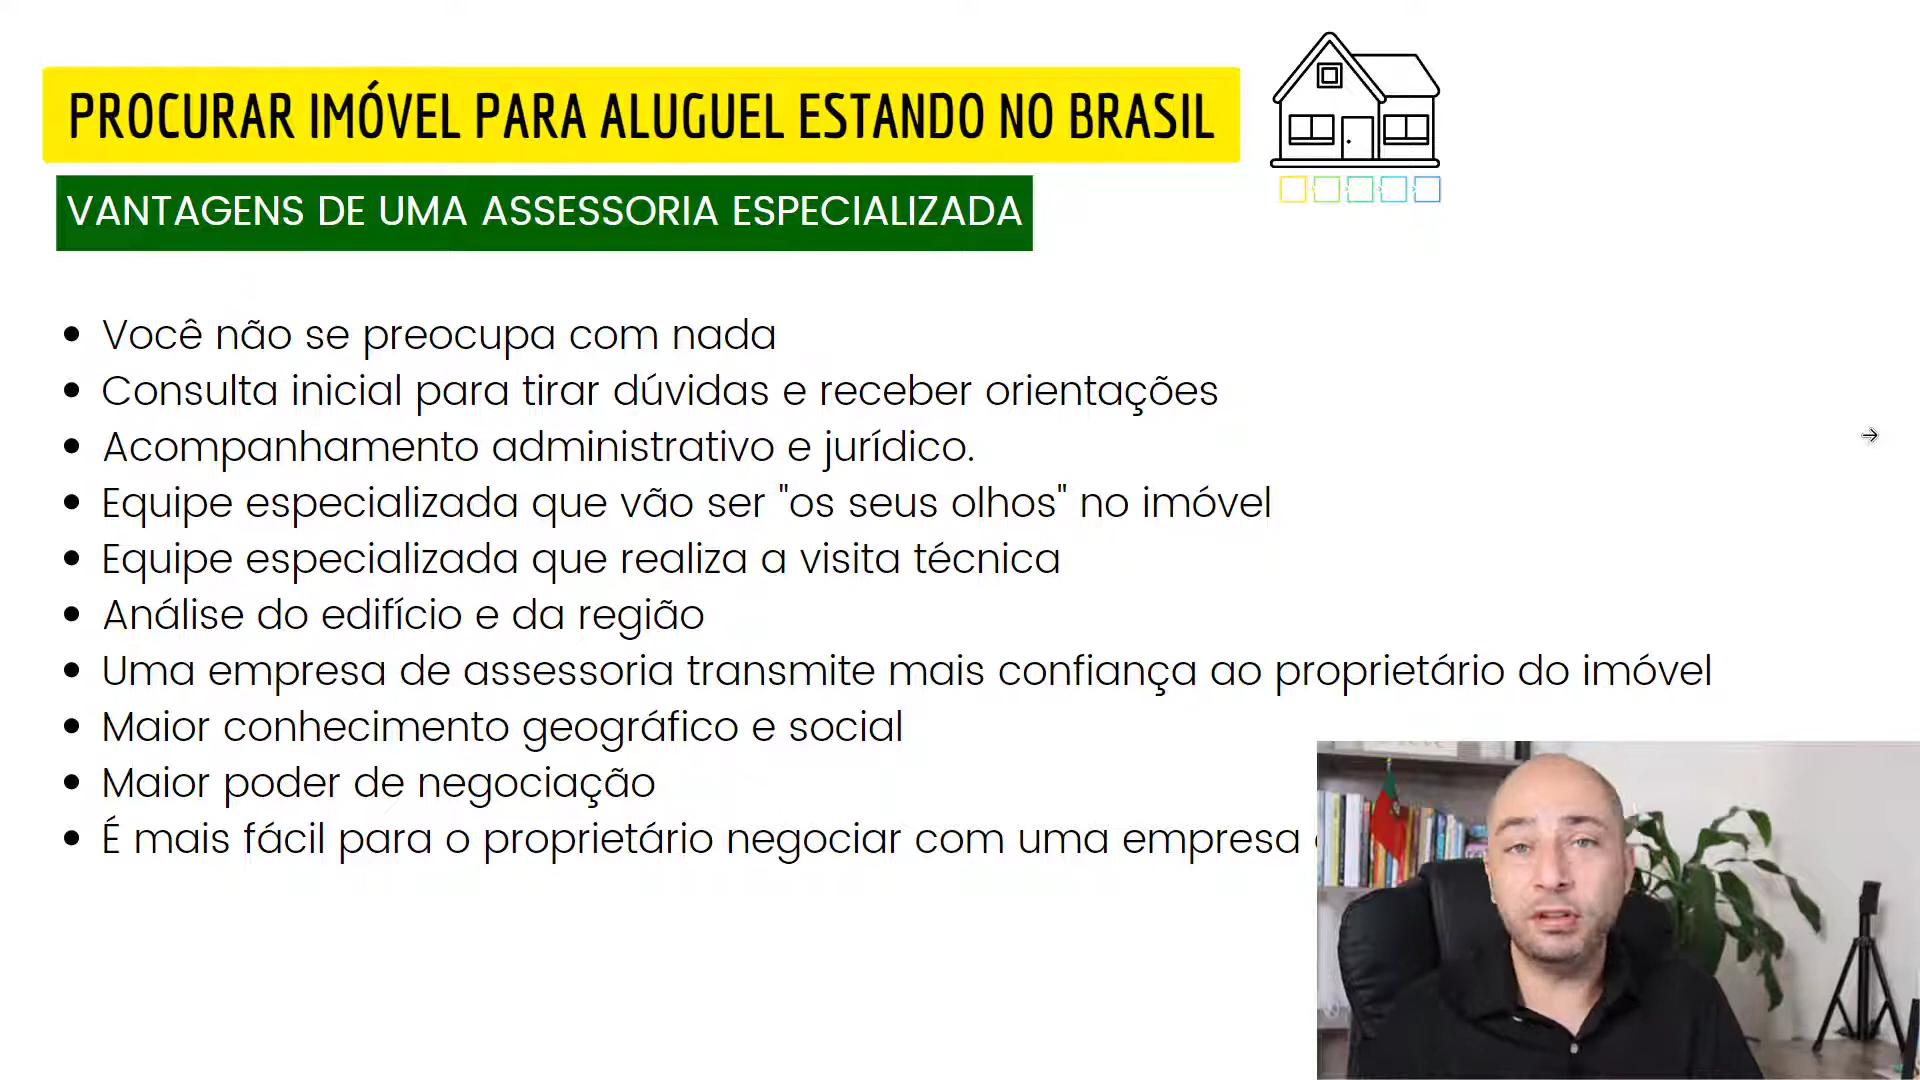 PROCURAR IMÓVEL PARA ALUGUEL ESTANDO NO BRASIL
VANTAGENS DE UMA ASSESSORIA ESPECIALIZADA
• Você não se preocupa com nada
• Consulta inicial para tirar dúvidas e receber orientações
• Acompanhamento administrativo e jurídico.
• Equipe especializada que vão ser "os seus olhos" no imóvel
• Equipe especializada que realiza a visita técnica
• Análise do edifício e da região
• Uma empresa de assessoria transmite mais confiança ao proprietário do imóvel
• Maior conhecimento geográfico e social
• Maior poder de negociação
• É mais fácil para o proprietário negociar com uma empresa